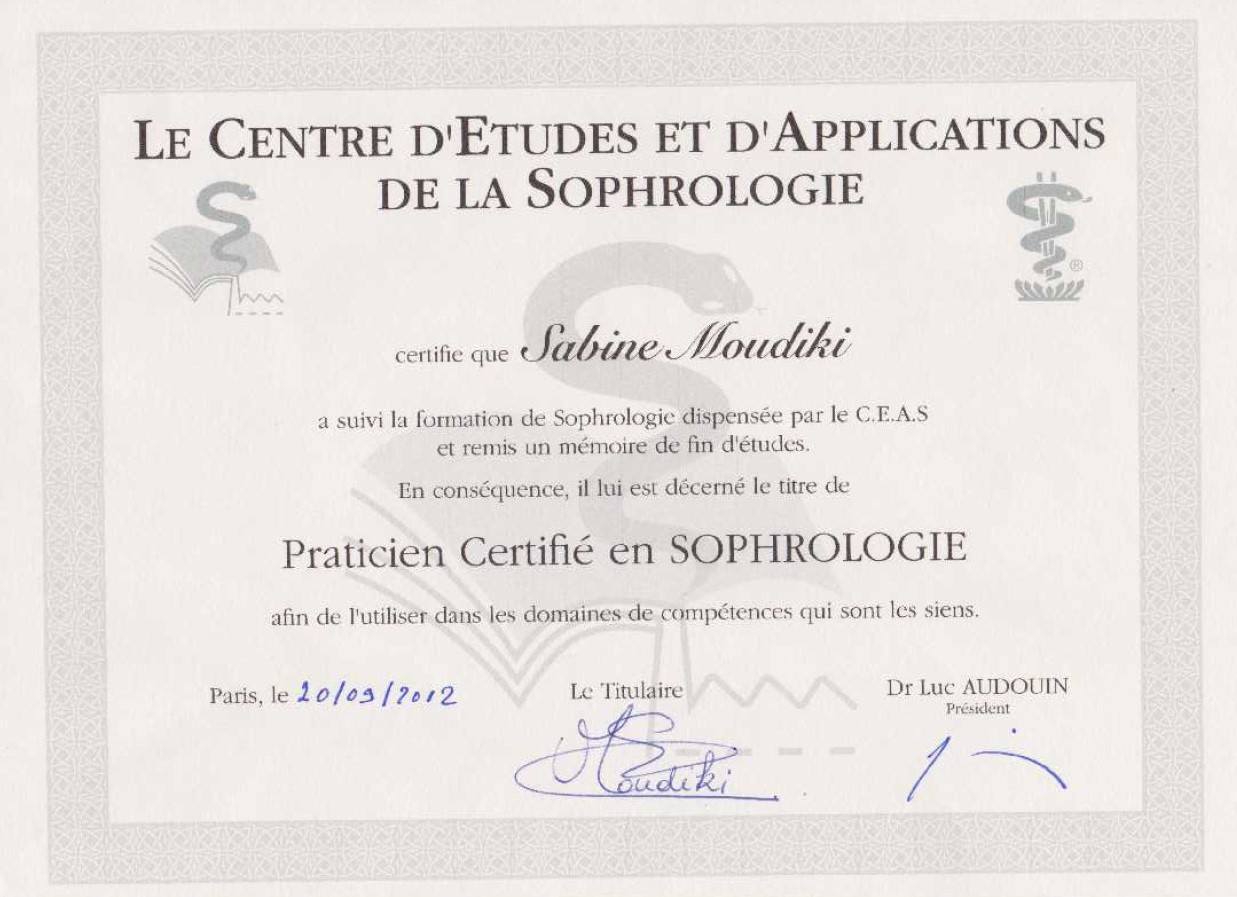 LE CENTRE D'ETUDES ET D'APPLICATIONS
DE LA SOPHROLOGIE
®
certifie que Sabine Moudiki
a suivi la formation de Sophrologie dispensée par le C.E.A.S
et remis un mémoire de fin d'études.
En conséquence, il lui est décerné le titre de
Praticien Certifié en SOPHROLOGIE
afin de l'utiliser dans les domaines de compétences qui sont les siens.
Paris, le 20/09/2012
Le Titulaire
Dr Luc AUDOUIN
Président
Moudiki